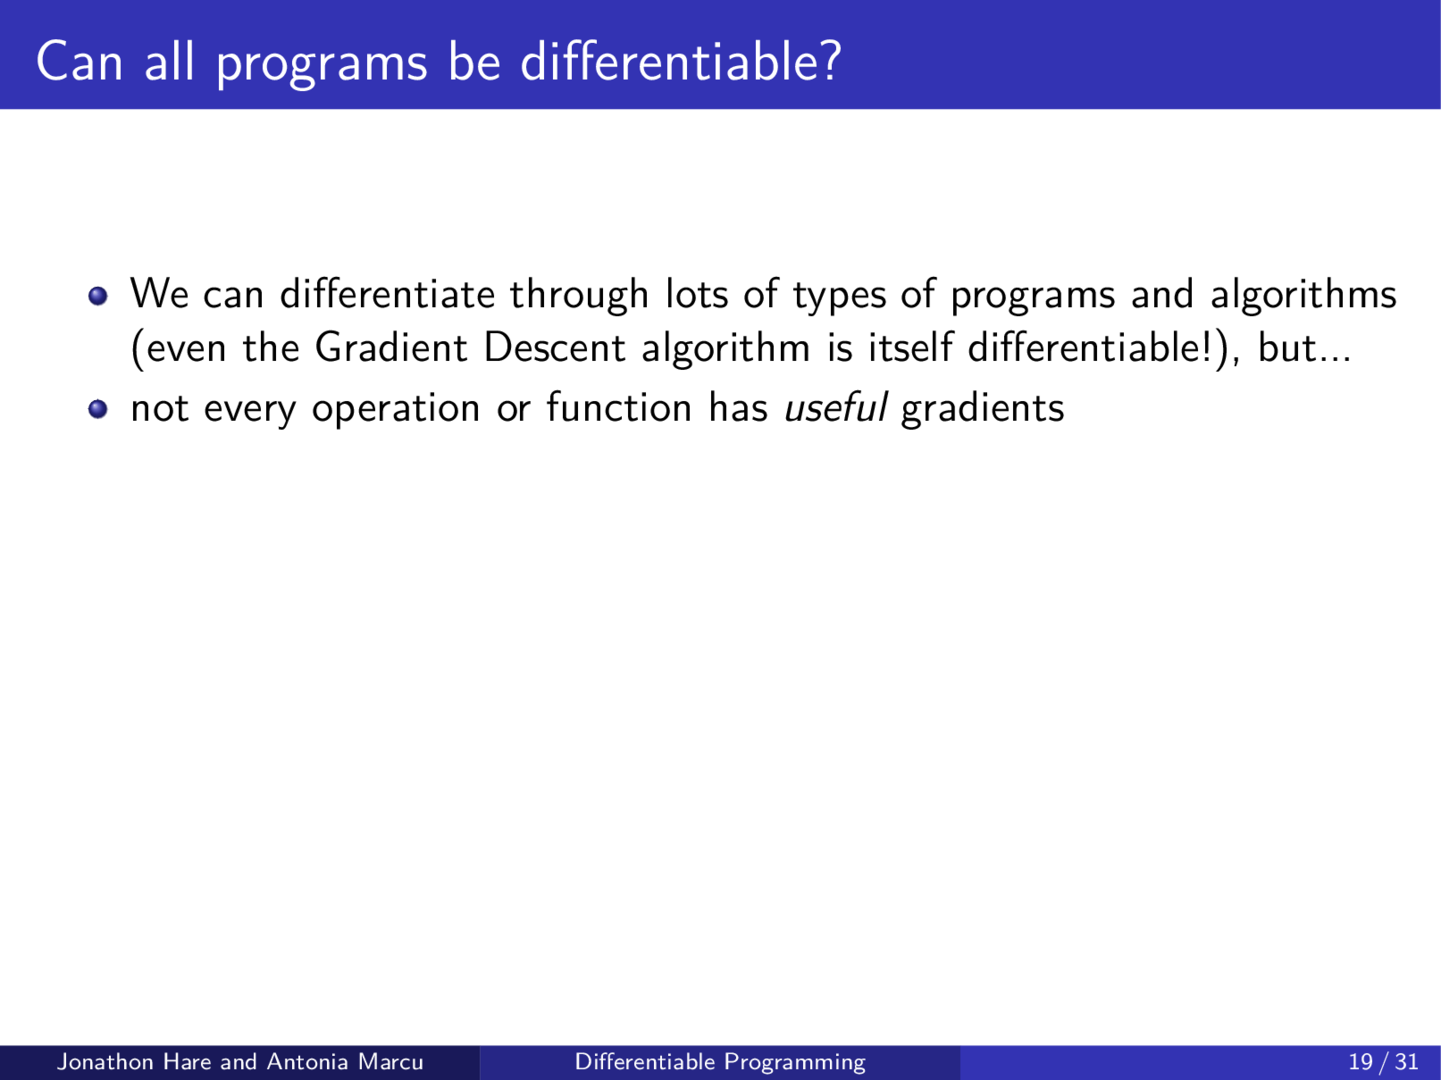 Can all programs be differentiable?
We can differentiate through lots of types of programs and algorithms
(even the Gradient Descent algorithm is itself differentiable!), but...
not every operation or function has useful gradients
Jonathon Hare and Antonia Marcu
Differentiable Programming
19 / 31